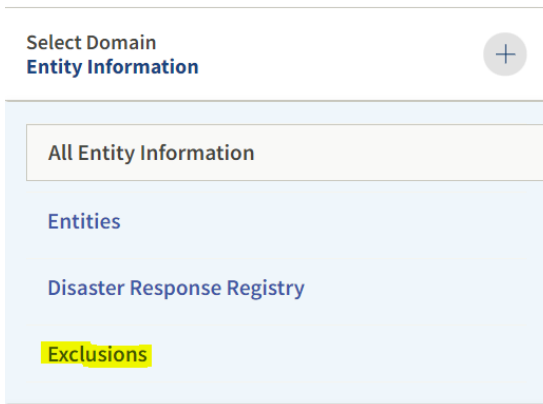 Select Domain
Entity Information
All Entity Information
Entities
Disaster Response Registry
Exclusions